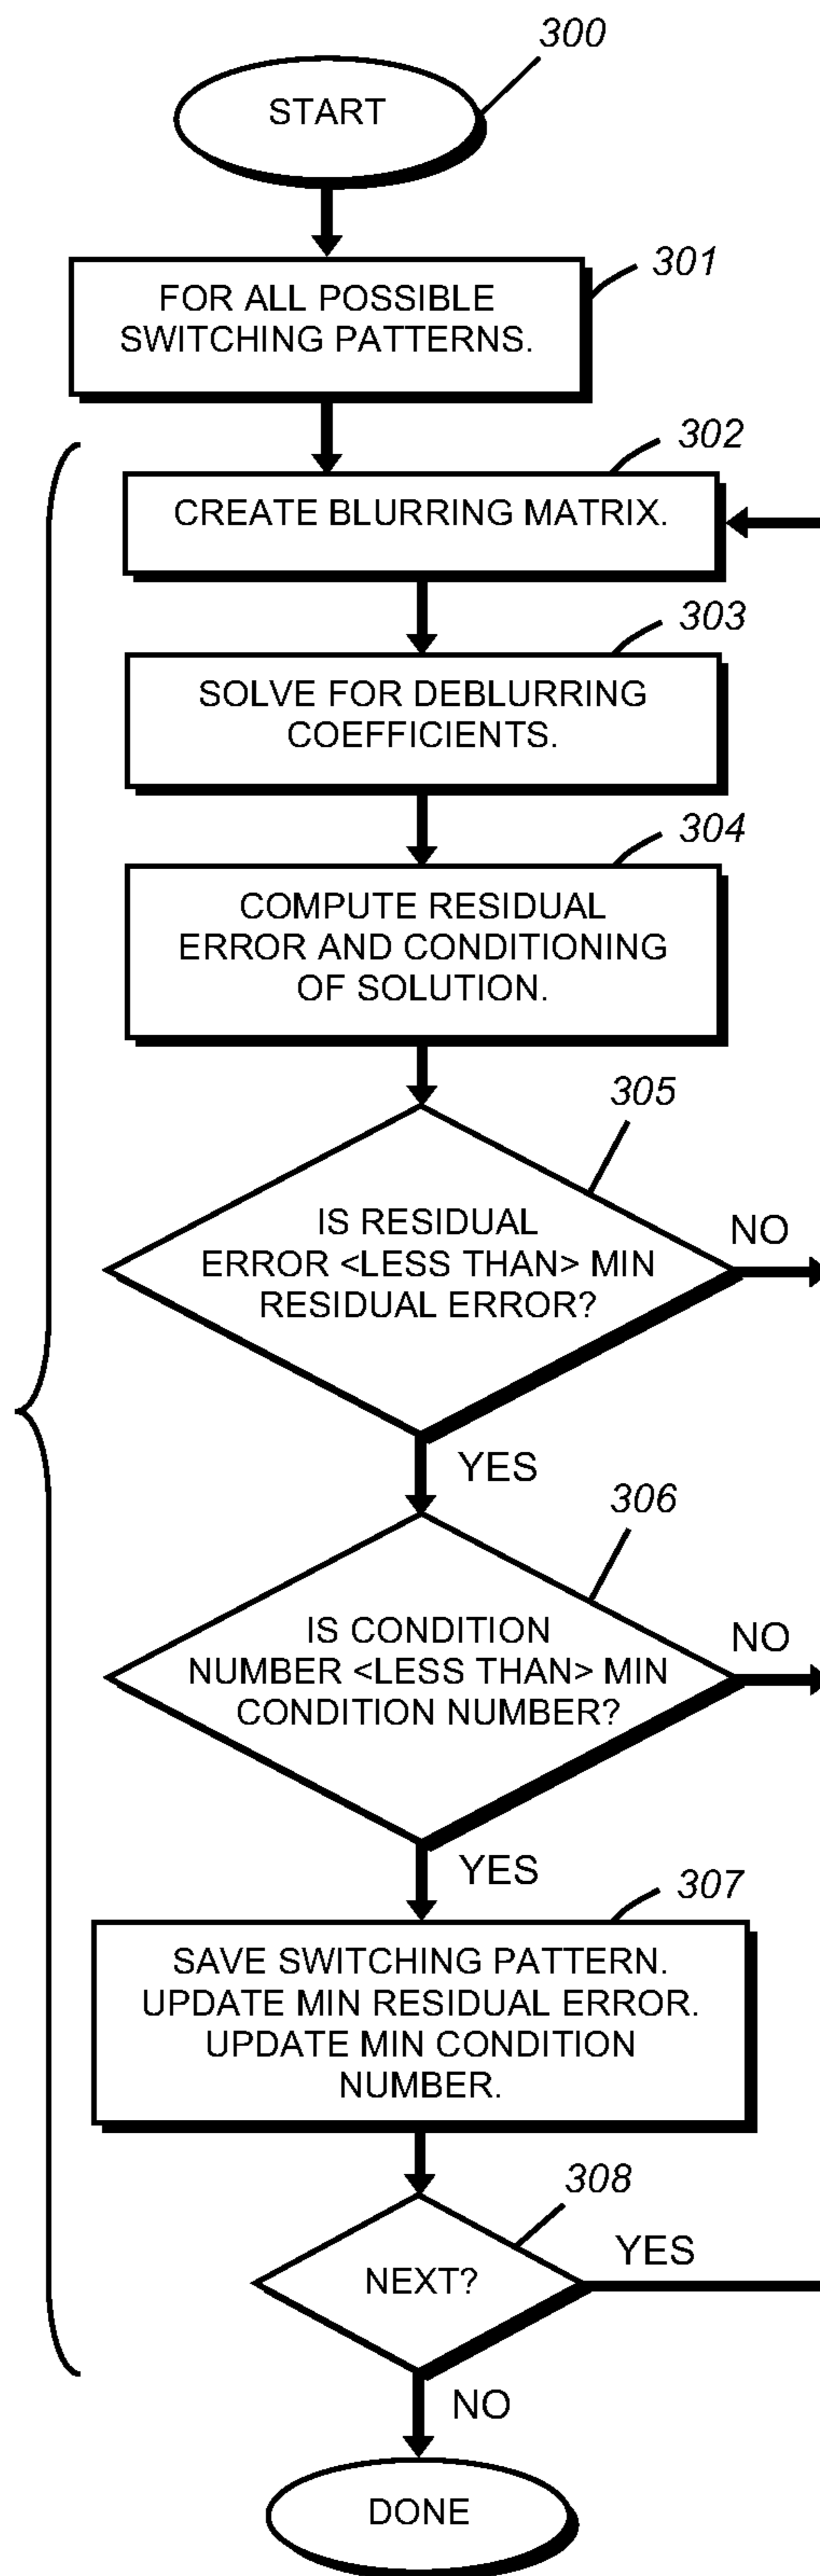 300
START
301
FOR ALL POSSIBLE
SWITCHING PATTERNS.
302
CREATE BLURRING MATRIX.
303
SOLVE FOR DEBLURRING
COEFFICIENTS.
304
COMPUTE RESIDUAL
ERROR AND CONDITIONING
OF SOLUTION.
305
IS RESIDUAL
ERROR <LESS THAN> MIN
RESIDUAL ERROR?
NO
YES
306
IS CONDITION
NUMBER <LESS THAN> MIN
CONDITION NUMBER?
NO
YES
307
SAVE SWITCHING PATTERN.
UPDATE MIN RESIDUAL ERROR.
UPDATE MIN CONDITION
NUMBER.
308
NEXT?
YES
NO
DONE